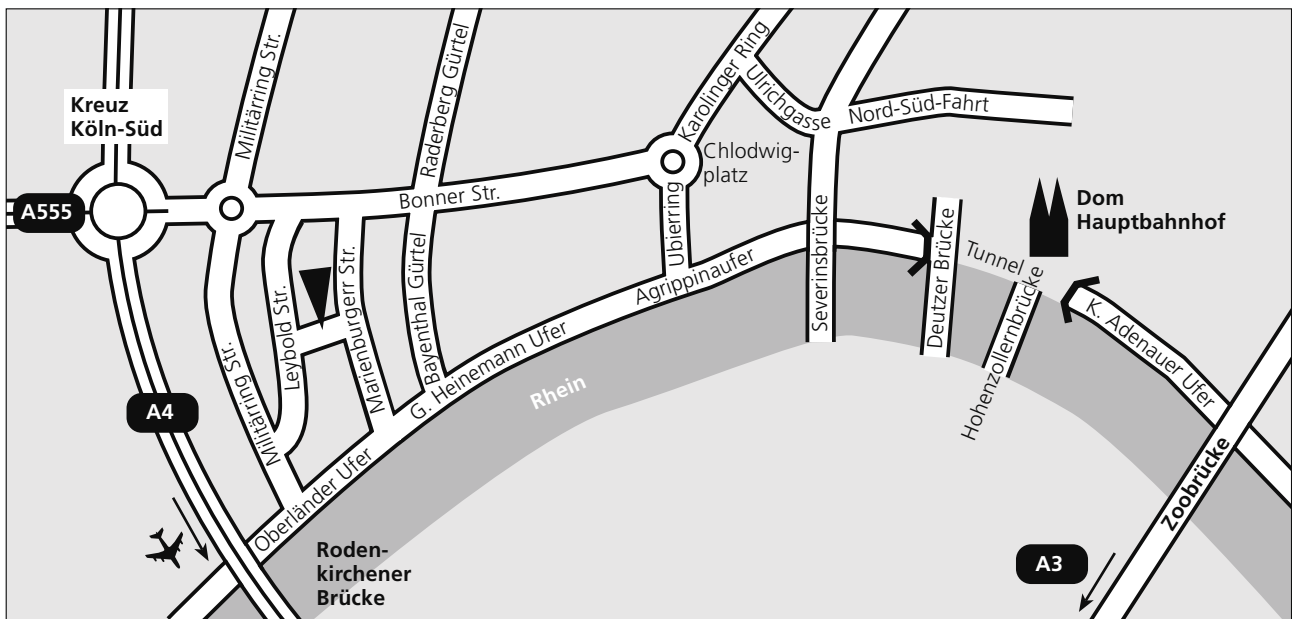 Kreuz
Köln-Süd
A555
Militärring Str.
Raderberg Gürtel
Karolinger Ring
Ulrichgasse
Nord-Süd-Fahrt
Chlodwig-
platz
Bonner Str.
Ubierring
Dom
Hauptbahnhof
Severinsbrücke
Deutzer Brücke
Tunnel
Hohenzollernbrücke
K. Adenauer Ufer
Agrippinaufer
Leybold Str.
Marienburgerr Str.
Bayenthal Gürtel
G. Heinemann Ufer
Militärring Str.
Rhein
A4
Oberländer Ufer
Zoobrücke
Roden-
kirchener
Brücke
A3